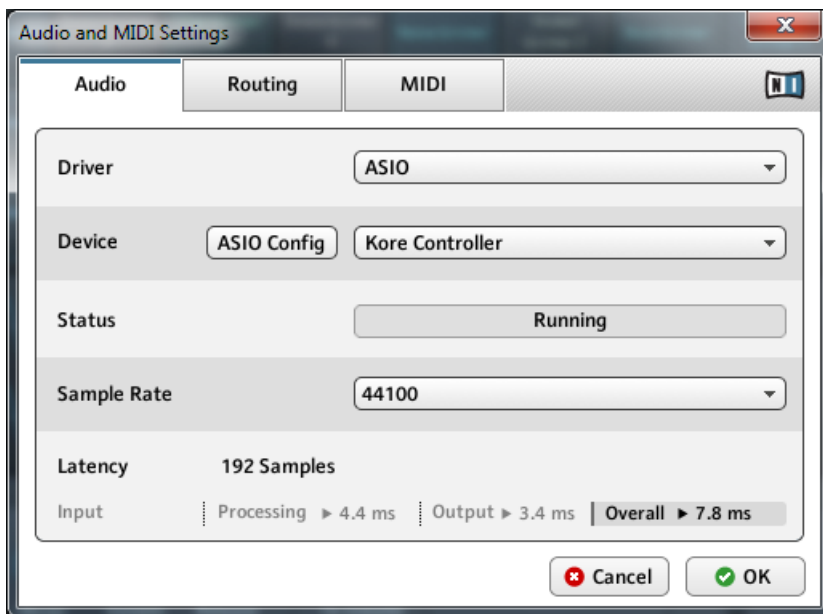 Audio and MIDI Settings
Audio Routing MIDI NI
Driver ASIO
Device ASIO Config Kore Controller
Status Running
Sample Rate 44100
Latency 192 Samples
Input Processing ▶ 4.4 ms Output ▶ 3.4 ms Overall ▶ 7.8 ms
Cancel OK